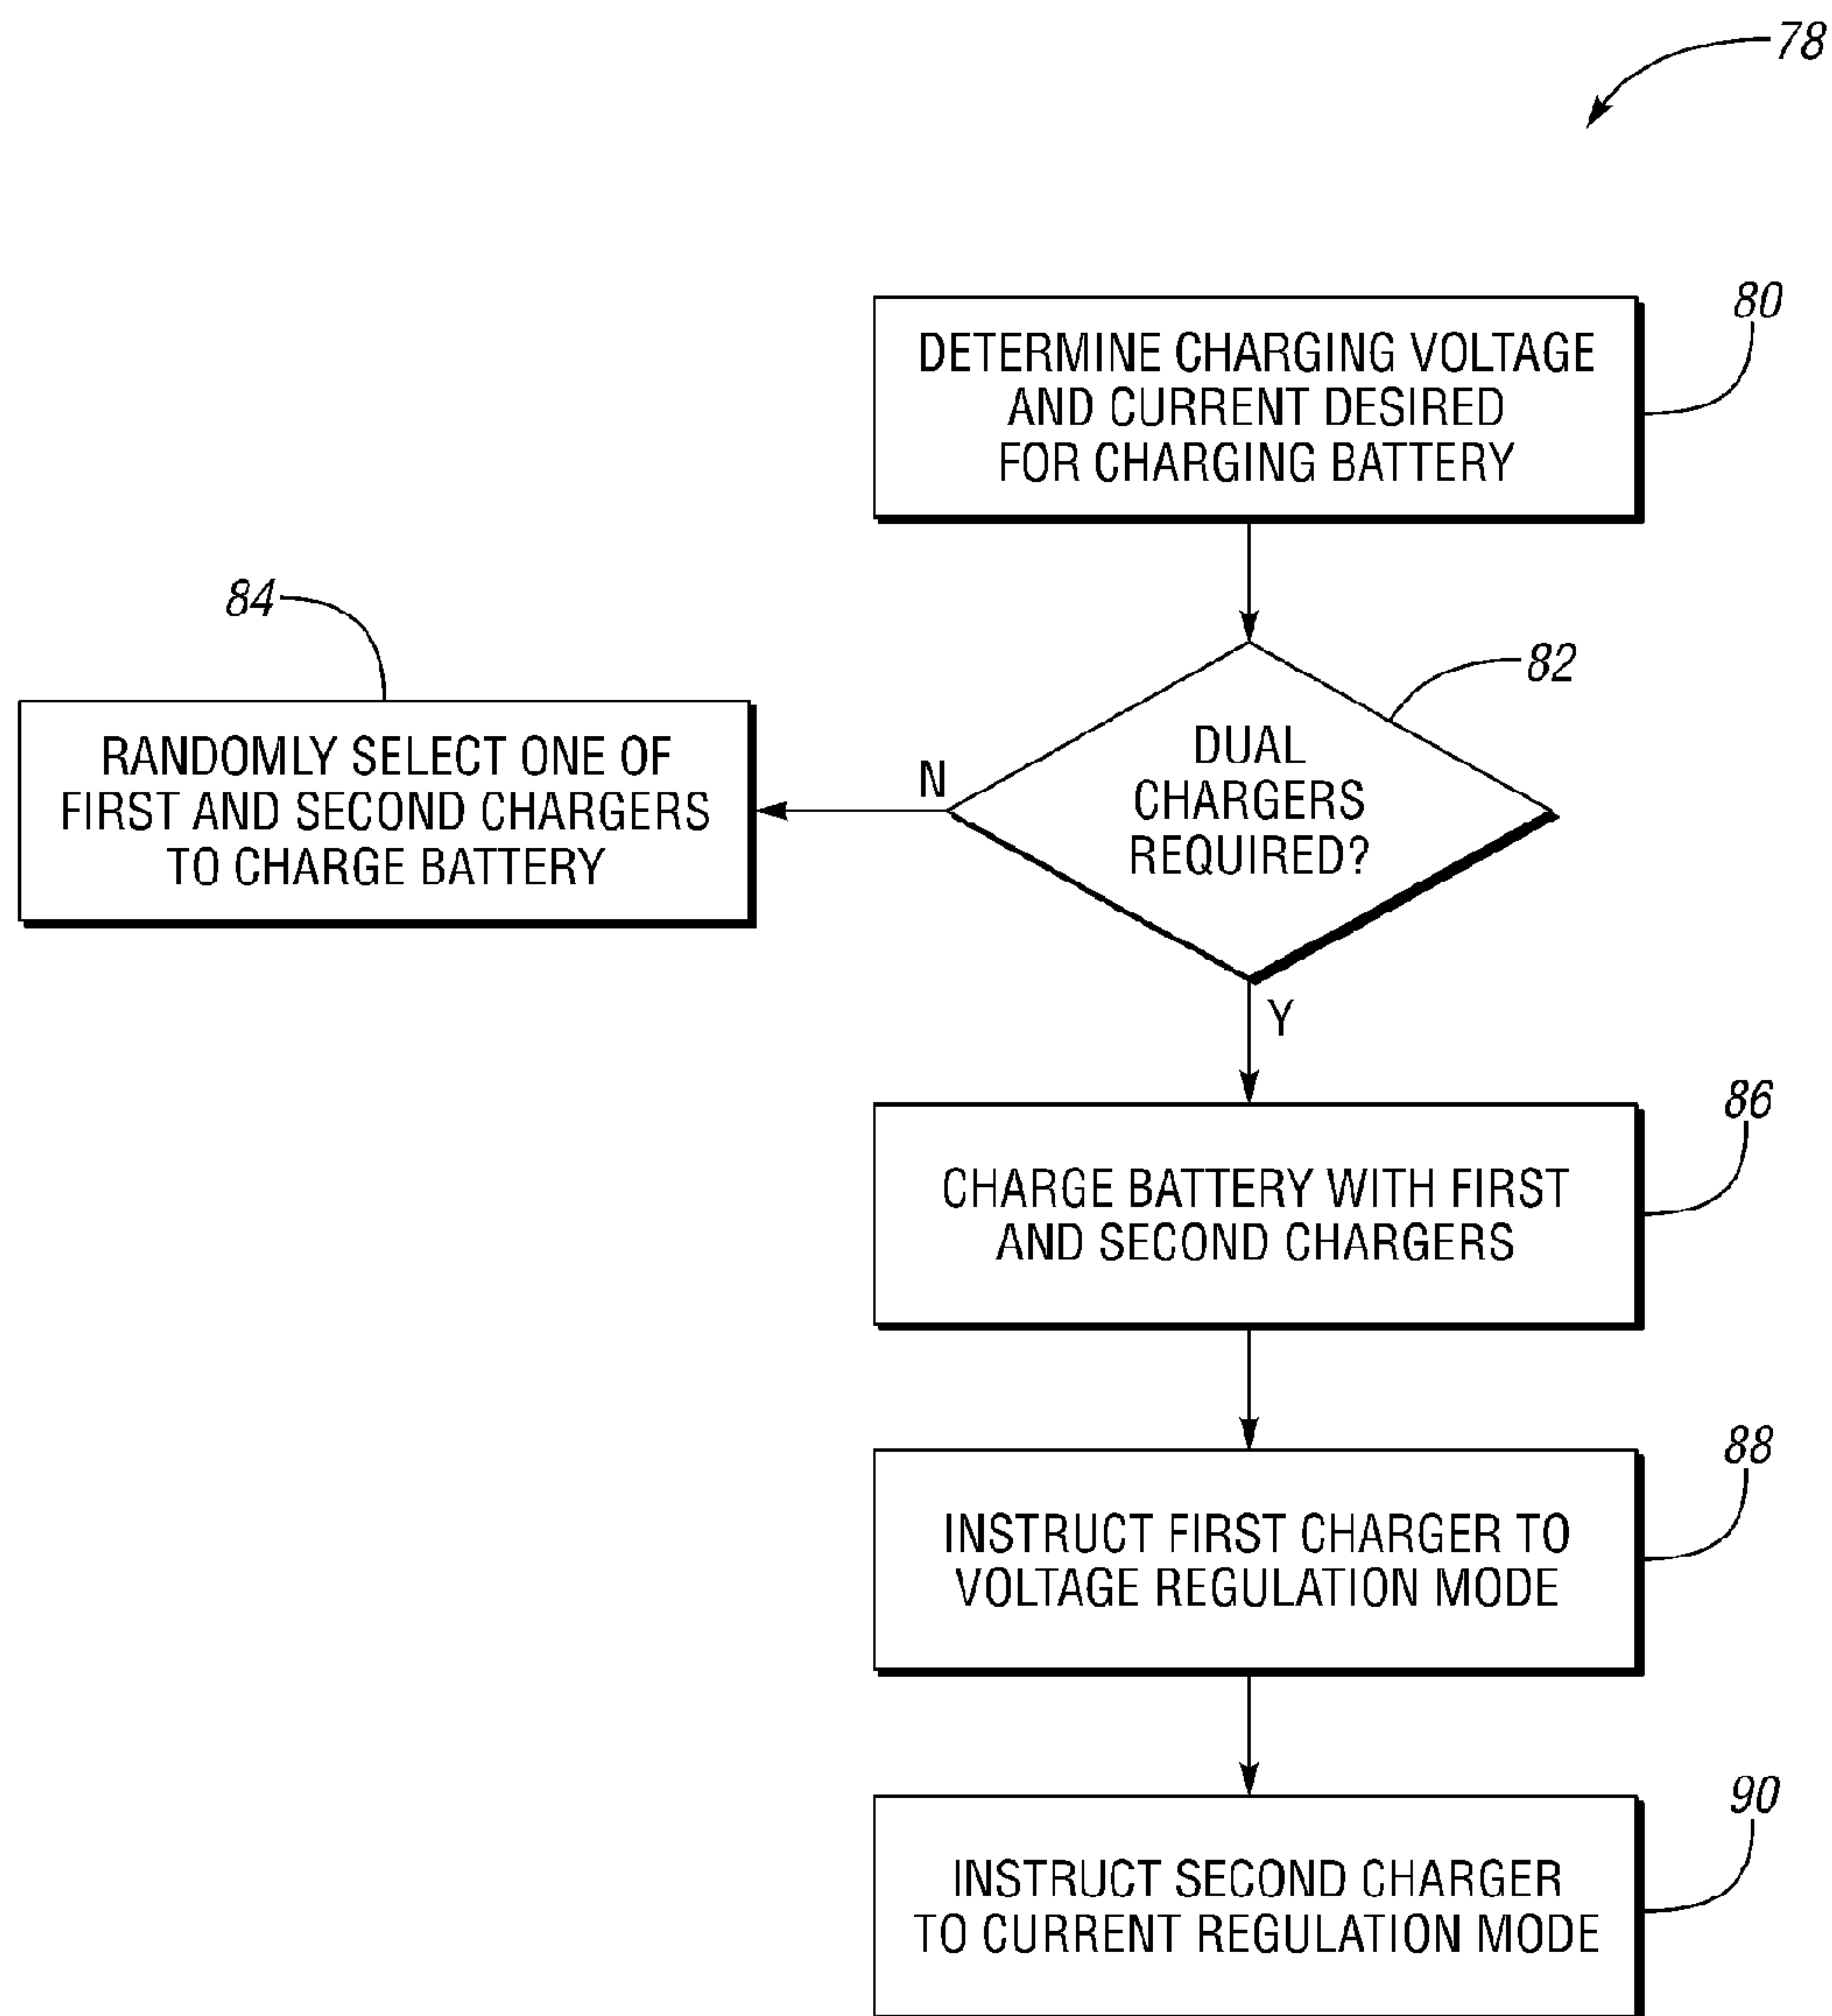 78
DETERMINE CHARGING VOLTAGE
AND CURRENT DESIRED
FOR CHARGING BATTERY
80
84
RANDOMLY SELECT ONE OF
FIRST AND SECOND CHARGERS
TO CHARGE BATTERY
82
DUAL
CHARGERS
REQUIRED?
N
Y
86
CHARGE BATTERY WITH FIRST
AND SECOND CHARGERS
88
INSTRUCT FIRST CHARGER TO
VOLTAGE REGULATION MODE
90
INSTRUCT SECOND CHARGER
TO CURRENT REGULATION MODE